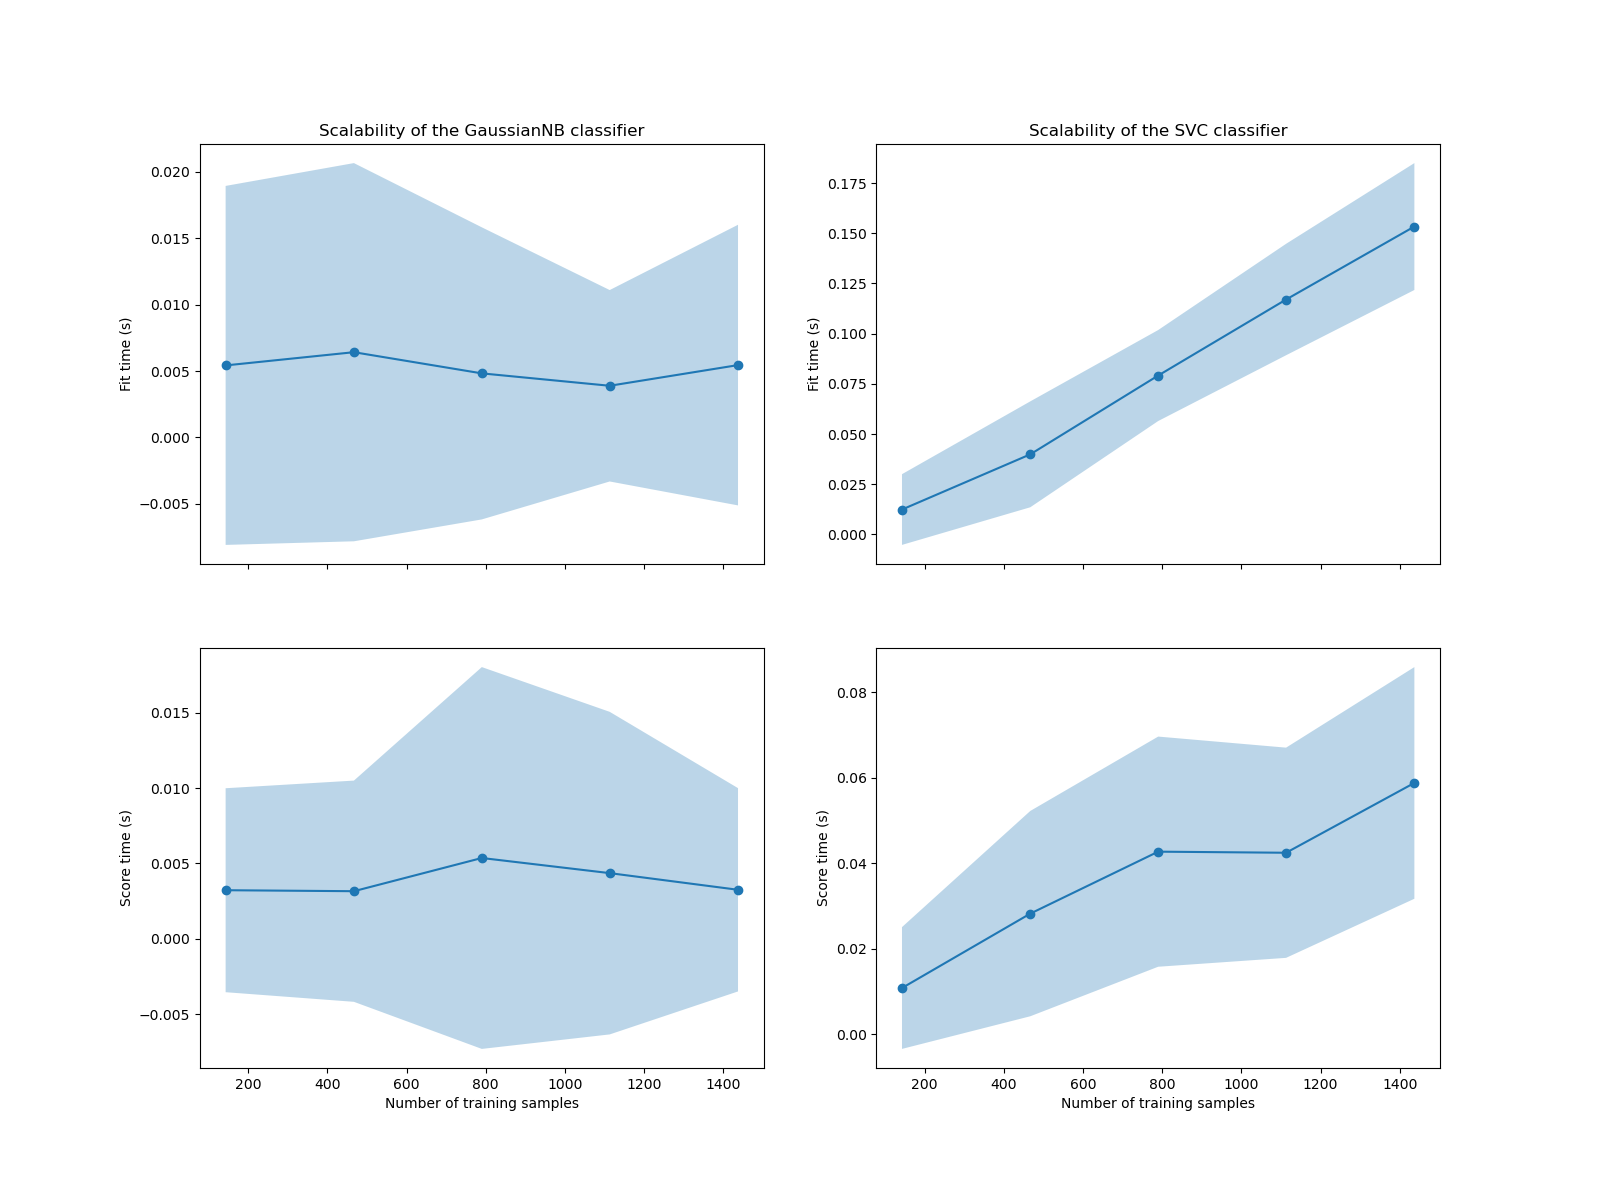 Scalability of the GaussianNB classifier
Fit time (s)
0.020
0.015
0.010
0.005
0.000
−0.005
Scalability of the SVC classifier
Fit time (s)
0.175
0.150
0.125
0.100
0.075
0.050
0.025
0.000
Score time (s)
0.015
0.010
0.005
0.000
−0.005
200 400 600 800 1000 1200 1400
Number of training samples
Score time (s)
0.08
0.06
0.04
0.02
0.00
200 400 600 800 1000 1200 1400
Number of training samples